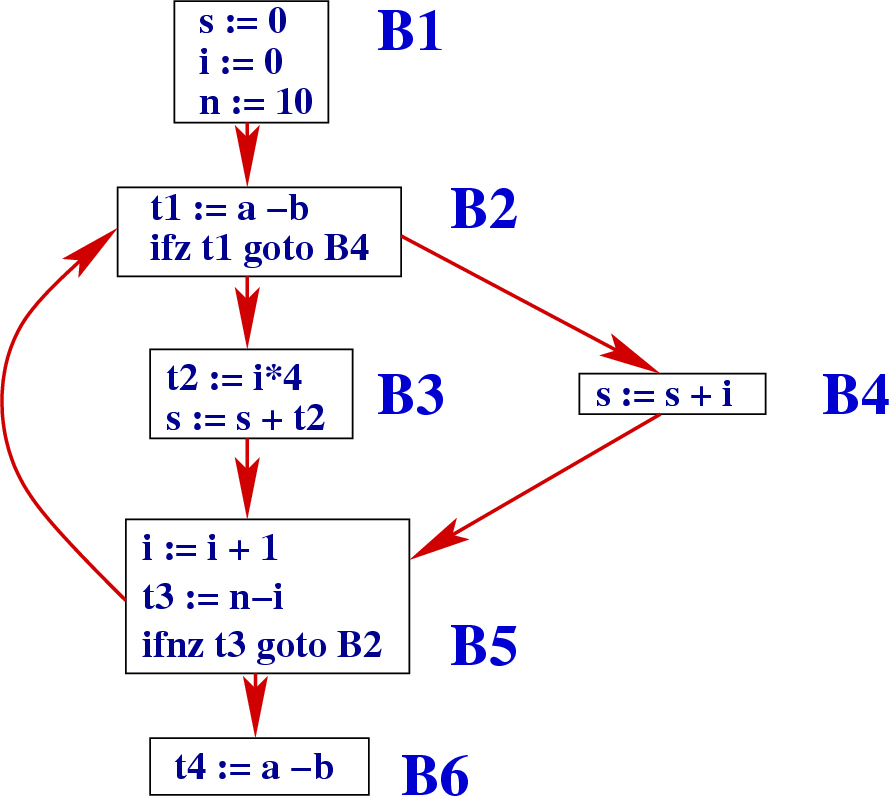 s := 0
i := 0
n := 10
B1
t1 := a −b
ifz t1 goto B4
B2
t2 := i*4
s := s + t2
B3
s := s + i
B4
i := i + 1
t3 := n−i
ifnz t3 goto B2
B5
t4 := a −b
B6